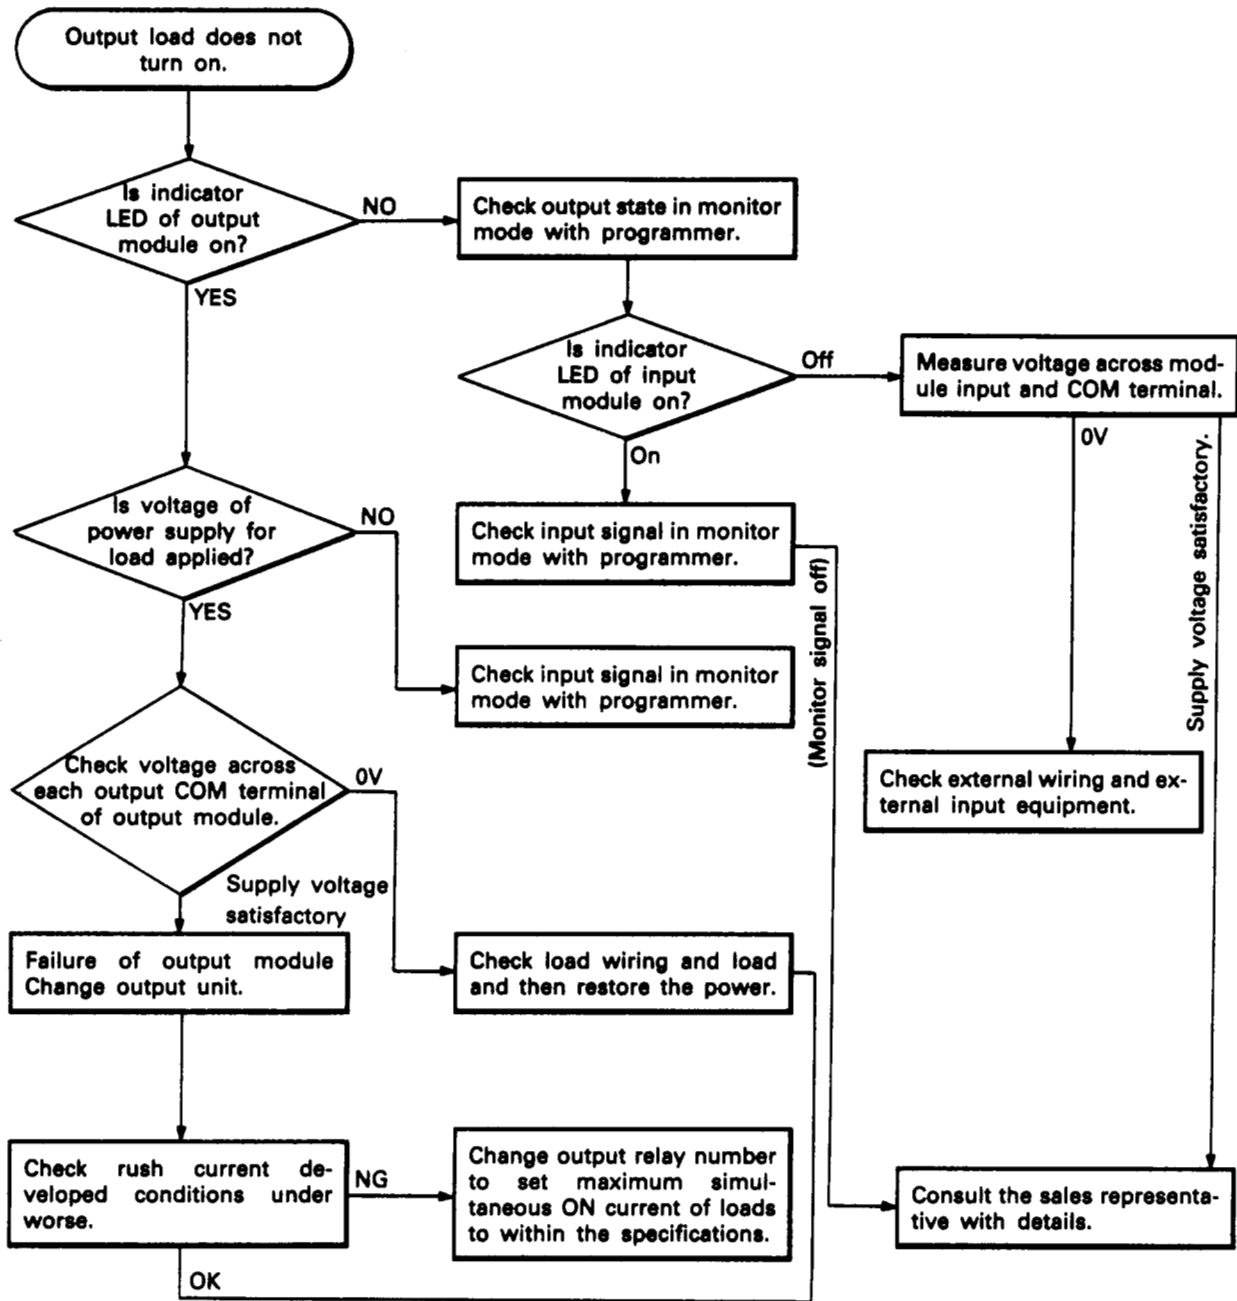 Output load does not
turn on.
Is indicator
LED of output
module on?
NO
YES
Check output state in monitor
mode with programmer.
Is indicator
LED of input
module on?
Off
On
Measure voltage across mod-
ule input and COM terminal.
0V
Supply voltage satisfactory.
Is voltage of
power supply for
load applied?
NO
YES
Check input signal in monitor
mode with programmer.
(Monitor signal off)
Check input signal in monitor
mode with programmer.
Check voltage across
each output COM terminal
of output module.
0V
Supply voltage
satisfactory
Check external wiring and ex-
ternal input equipment.
Failure of output module
Change output unit.
Check load wiring and load
and then restore the power.
Check rush current de-
veloped conditions under
worse.
NG
OK
Change output relay number
to set maximum simul-
taneous ON current of loads
to within the specifications.
Consult the sales representa-
tive with details.